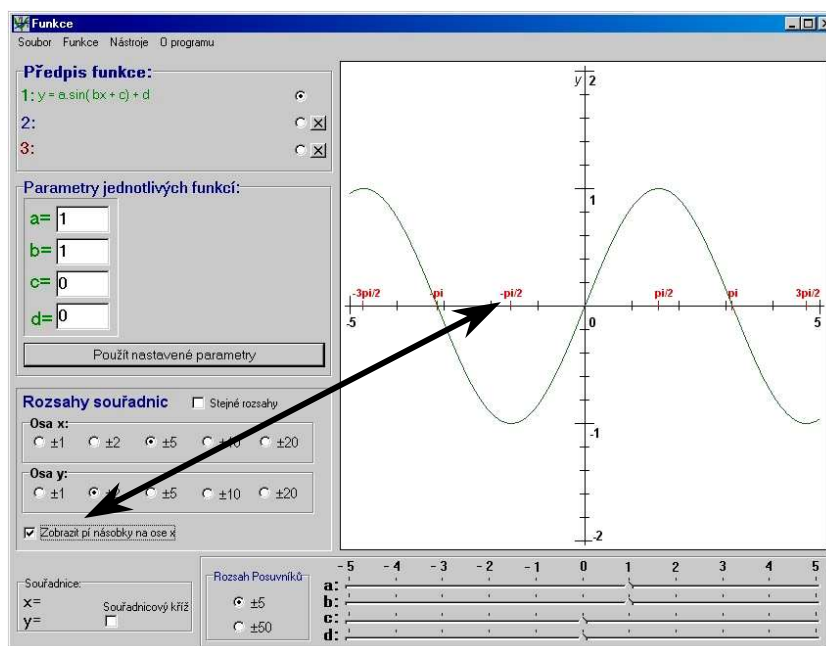 Funkce
Soubor Funkce Nástroje O programu
Předpis funkce:
1: y = a.sin( bx + c) + d
2:
3:
Parametry jednotlivých funkcí:
a= 1
b= 1
c= 0
d= 0
Použít nastavené parametry
Rozsahy souřadnic Stejné rozsahy
Osa x:
±1 ±2 ±5 ±10 ±20
Osa y:
±1 ±2 ±5 ±10 ±20
Zobrazit pí násobky na ose x
Souřadnice:
x=
y=
Souřadnicový kříž
Rozsah Posuvníků
±5
±50
y 2
1
-3pi/2 -pi -pi/2 pi/2 pi 3pi/2
-5 0 5
-1
-2
-5 -4 -3 -2 -1 0 1 2 3 4 5
a:
b:
c:
d: